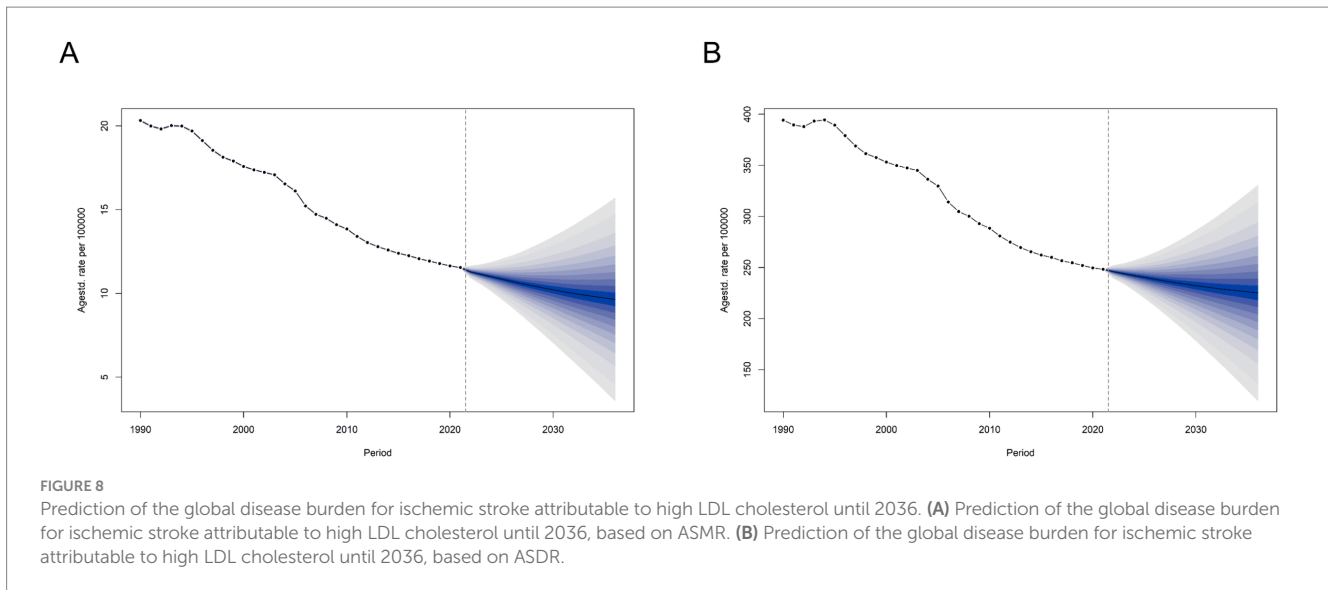 A
Agestd. rate per 100000
20
15
10
5
1990
2000
2010
2020
2030
Period
B
Agestd. rate per 100000
400
350
300
250
200
150
1990
2000
2010
2020
2030
Period
FIGURE 8
Prediction of the global disease burden for ischemic stroke attributable to high LDL cholesterol until 2036. (A) Prediction of the global disease burden
for ischemic stroke attributable to high LDL cholesterol until 2036, based on ASMR. (B) Prediction of the global disease burden for ischemic stroke
attributable to high LDL cholesterol until 2036, based on ASDR.